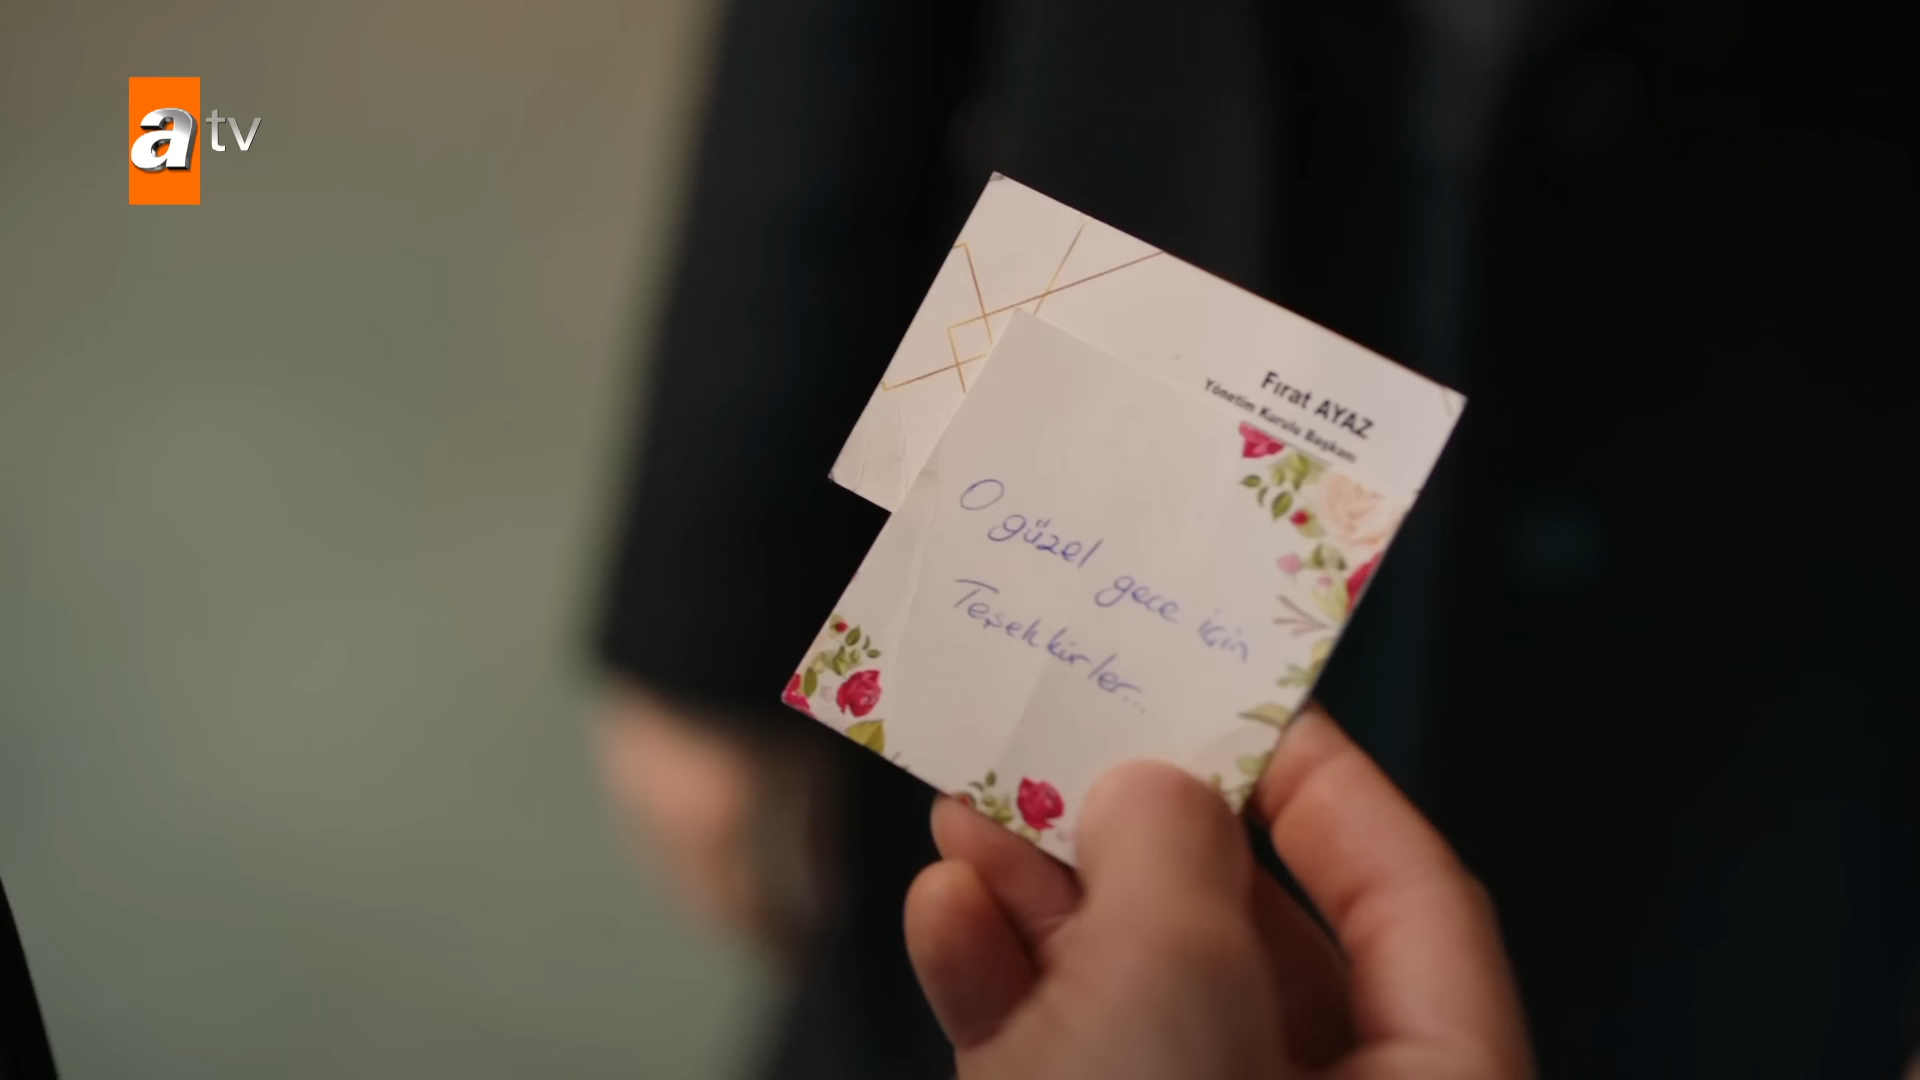 atv
Fırat AYAZ
Yönetim Kurulu Başkanı
O güzel gece için
Teşekkürler...